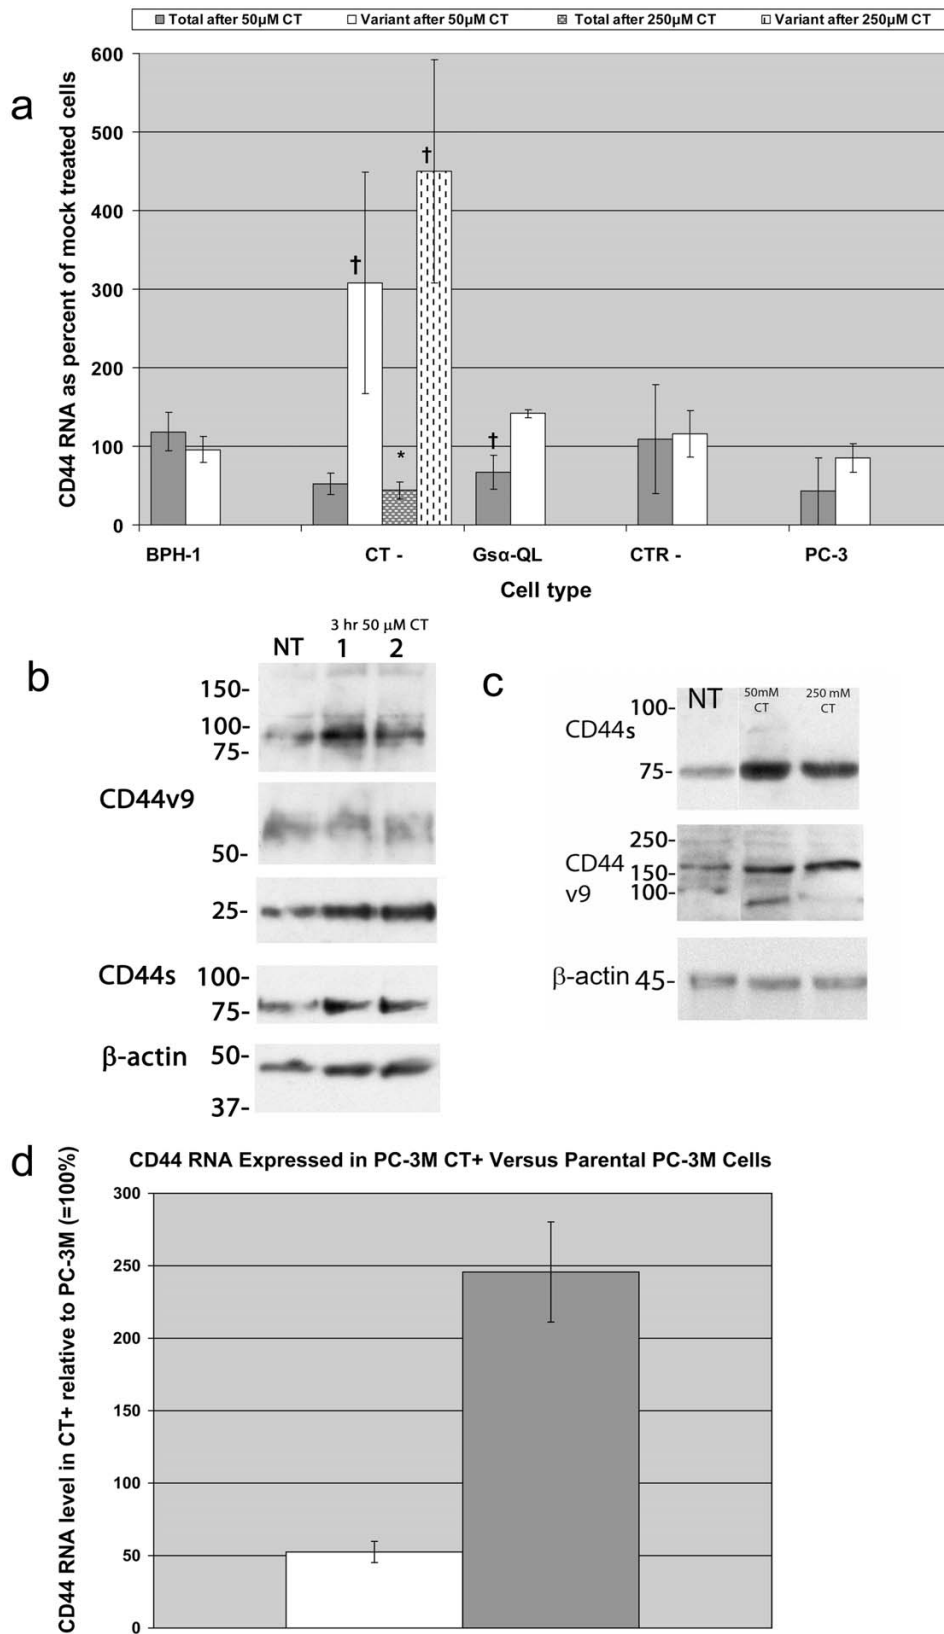 Total after 50µM CT Variant after 50µM CT Total after 250µM CT Variant after 250µM CT
a
CD44 RNA as percent of mock treated cells
600
500
400
300
200
100
0
†
†
*
†
BPH-1 CT - Gsα-QL CTR - PC-3
Cell type
b
3 hr 50 µM CT
NT 1 2
150-
100-
75-
CD44v9
50-
25-
CD44s
100-
75-
β-actin
50-
37-
c
NT 50mM CT 250 mM CT
100-
CD44s
75-
250-
CD44 v9
150-
100-
β-actin 45-
d
CD44 RNA Expressed in PC-3M CT+ Versus Parental PC-3M Cells
CD44 RNA level in CT+ relative to PC-3M (=100%)
300
250
200
150
100
50
0